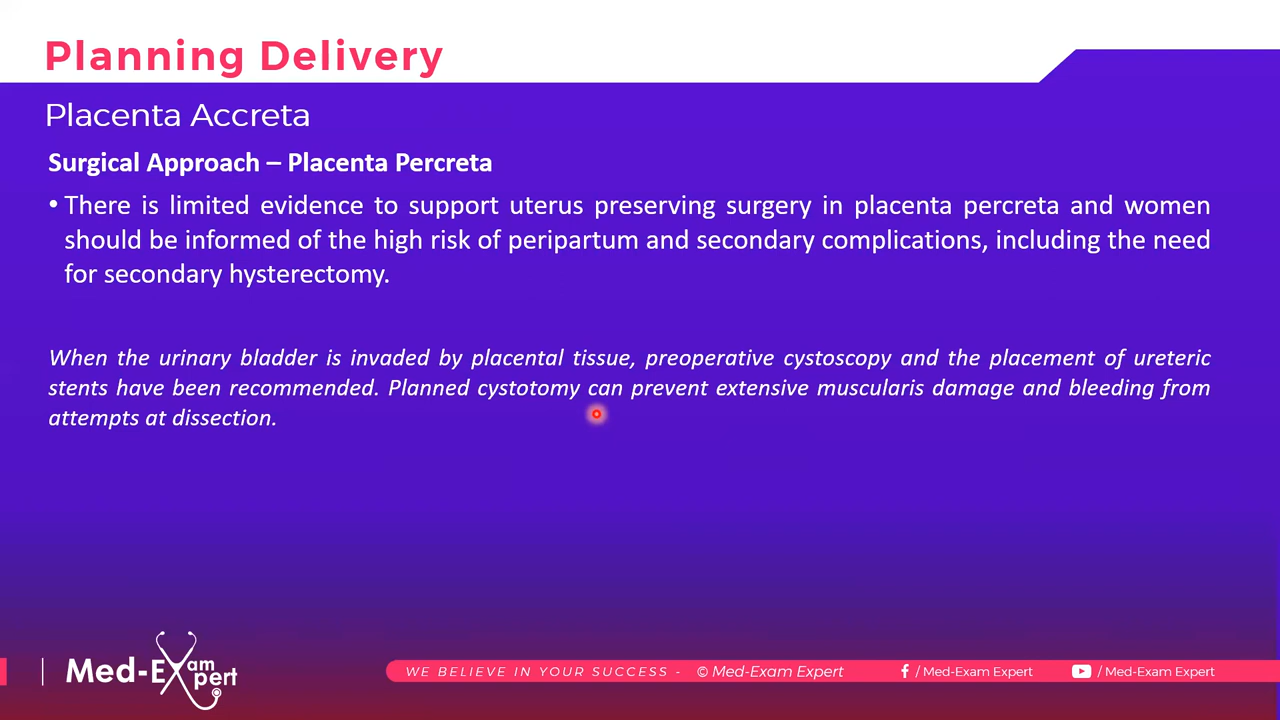 Planning Delivery
Placenta Accreta
Surgical Approach – Placenta Percreta
• There is limited evidence to support uterus preserving surgery in placenta percreta and women
should be informed of the high risk of peripartum and secondary complications, including the need
for secondary hysterectomy.
When the urinary bladder is invaded by placental tissue, preoperative cystoscopy and the placement of ureteric
stents have been recommended. Planned cystotomy can prevent extensive muscularis damage and bleeding from
attempts at dissection.
Med-Exam Expert
WE BELIEVE IN YOUR SUCCESS - © Med-Exam Expert / Med-Exam Expert / Med-Exam Expert